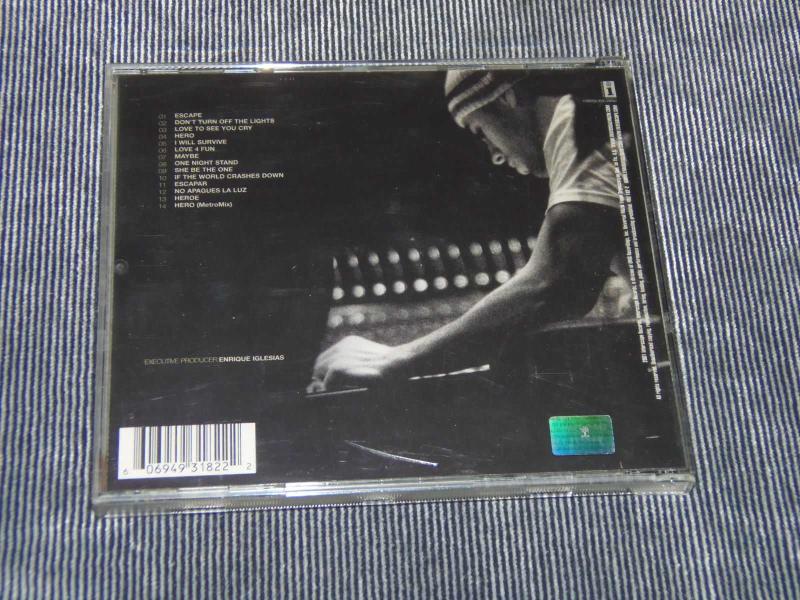 01 ESCAPE
02 DON'T TURN OFF THE LIGHTS
03 LOVE TO SEE YOU CRY
04 HERO
05 I WILL SURVIVE
06 LOVE 4 FUN
07 MAYBE
08 ONE NIGHT STAND
09 SHE BE THE ONE
10 IF THE WORLD CRASHES DOWN
11 ESCAPAR
12 NO APAGUES LA LUZ
13 HEROE
14 HERO (MetroMix)
EXECUTIVE PRODUCER: ENRIQUE IGLESIAS
6 06949 31822 2